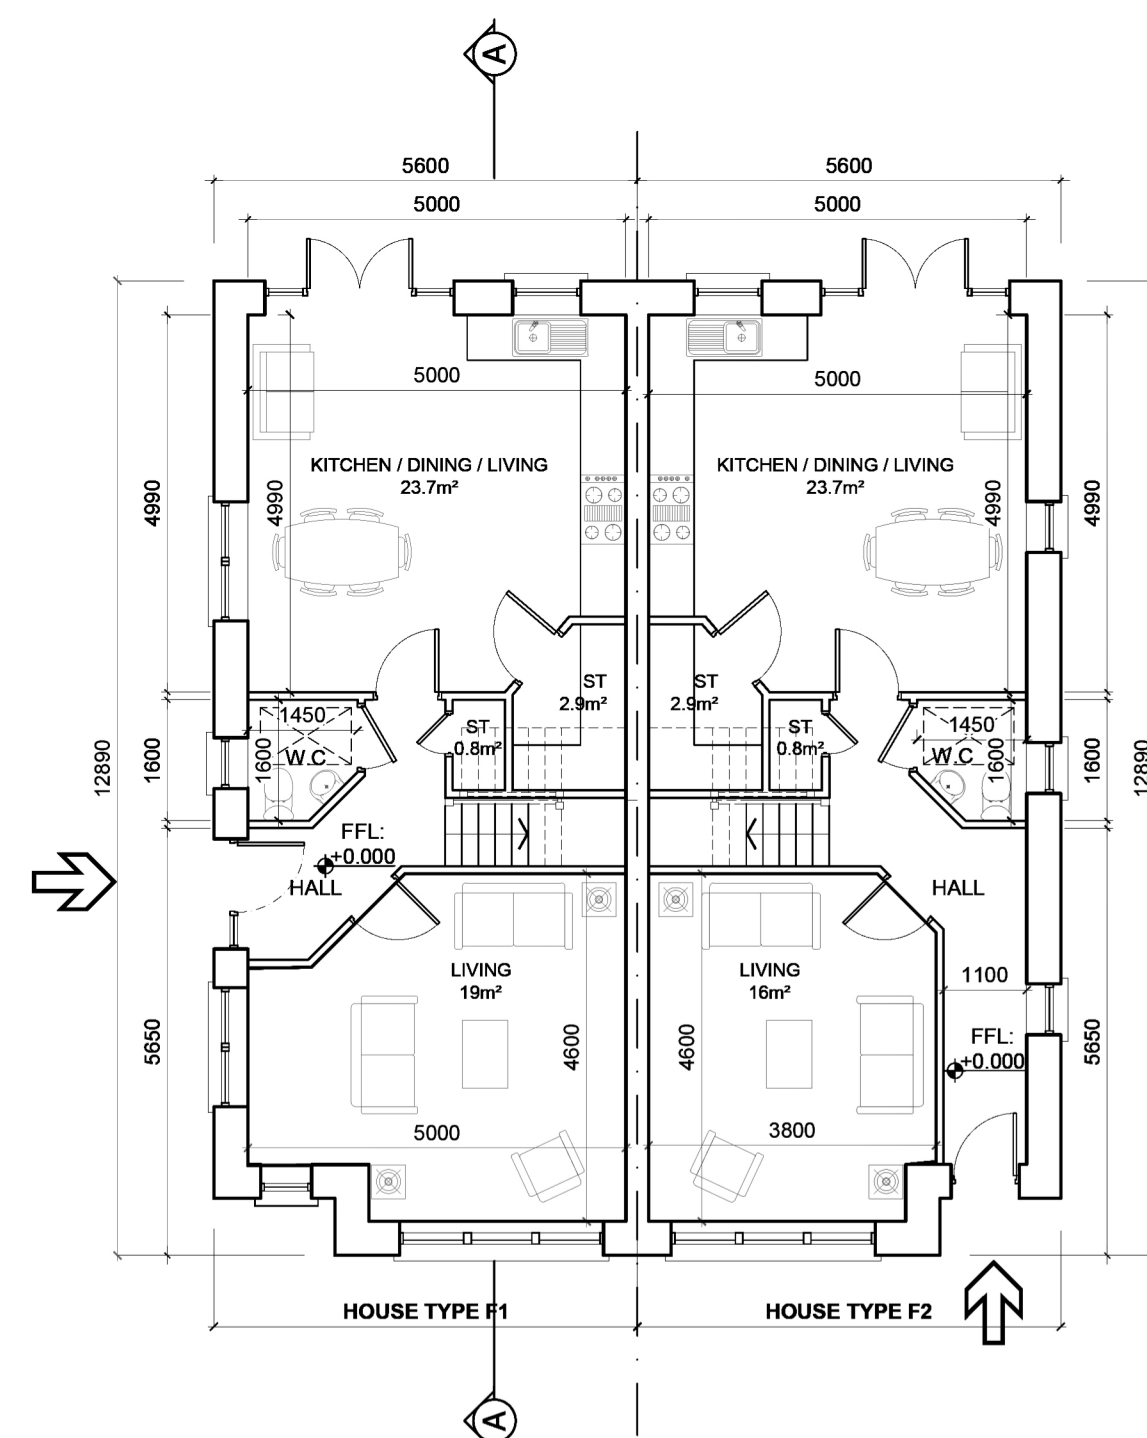 A
5600
5600
5000
5000
5000
5000
KITCHEN / DINING / LIVING
23.7m²
KITCHEN / DINING / LIVING
23.7m²
4990
4990
4990
4990
ST
2.9m²
ST
2.9m²
1450
W.C
1600
ST
0.8m²
ST
0.8m²
1450
W.C
1600
12890
1600
1600
12890
FFL:
+0.000
HALL
HALL
LIVING
19m²
LIVING
16m²
1100
FFL:
+0.000
5650
4600
4600
5650
5000
3800
HOUSE TYPE F1
HOUSE TYPE F2
A